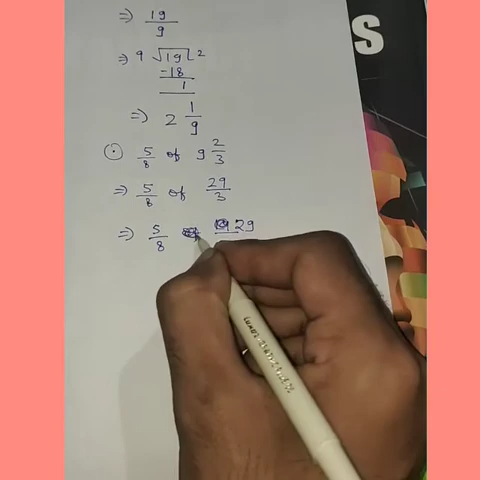 ⇒ 19/9
⇒ 9 √19 2
-18
1
⇒ 2 1/9
⊙ 5/8 of 9 2/3
⇒ 5/8 of 29/3
⇒ 5/8 29
S